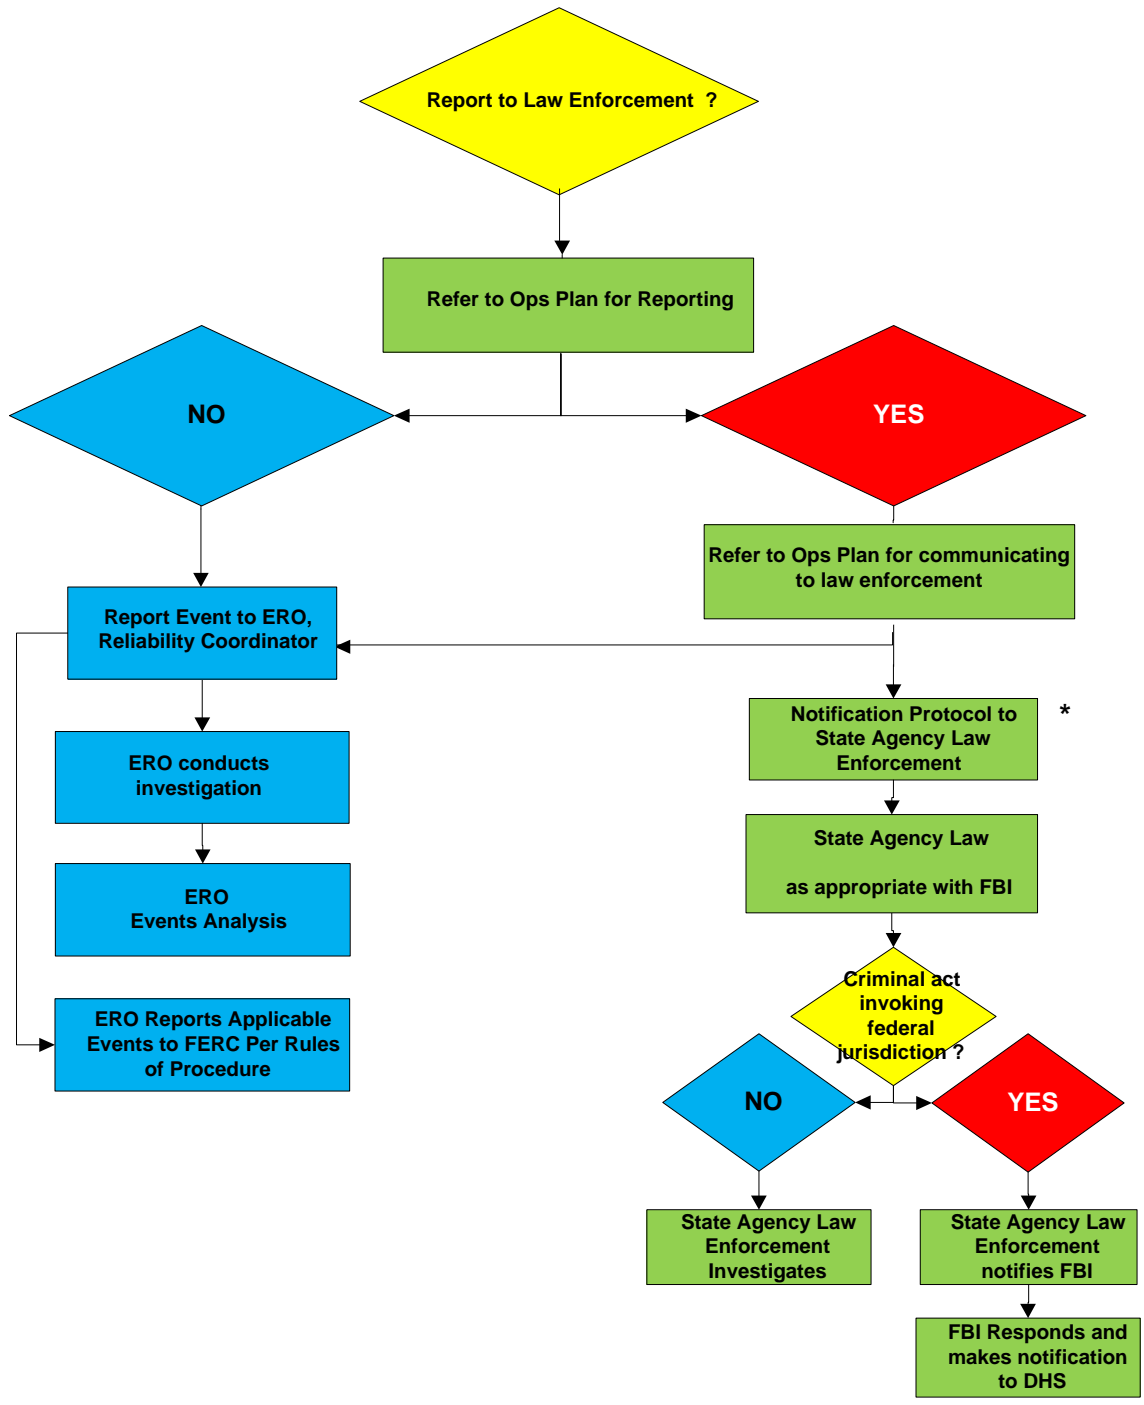 Report to Law Enforcement ?
Refer to Ops Plan for Reporting
NO
YES
Refer to Ops Plan for communicating
to law enforcement
Report Event to ERO,
Reliability Coordinator
Notification Protocol to
State Agency Law
Enforcement
*
ERO conducts
investigation
State Agency Law
as appropriate with FBI
ERO
Events Analysis
Criminal act
invoking
federal
jurisdiction ?
ERO Reports Applicable
Events to FERC Per Rules
of Procedure
NO
YES
State Agency Law
Enforcement
Investigates
State Agency Law
Enforcement
notifies FBI
FBI Responds and
makes notification
to DHS